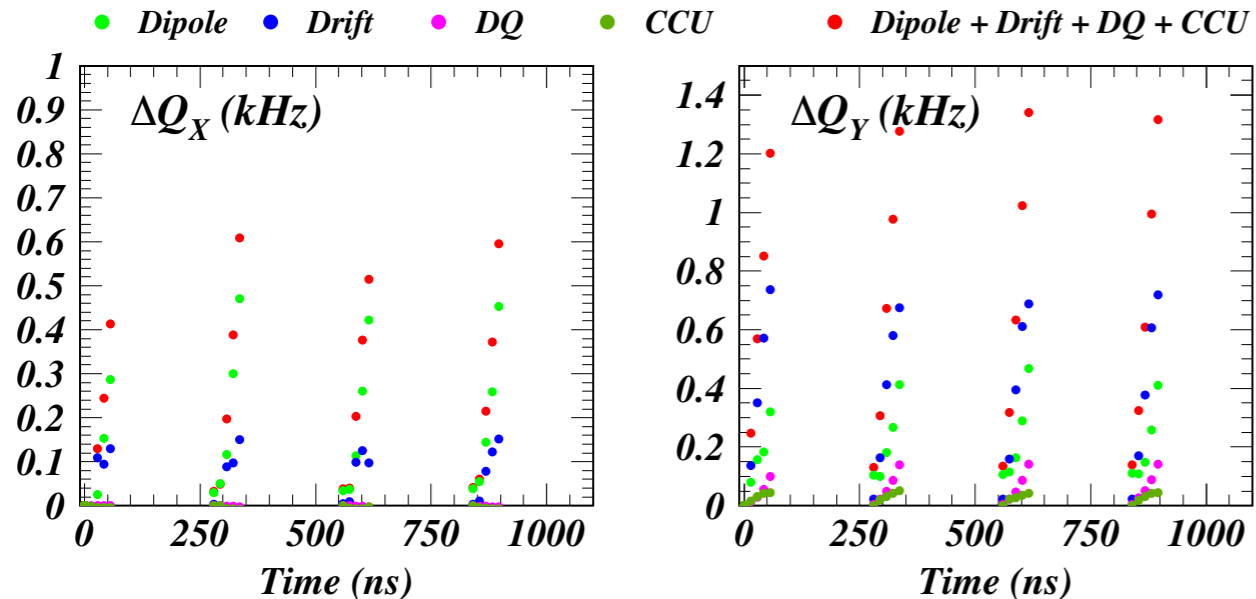 Dipole Drift DQ CCU Dipole + Drift + DQ + CCU
ΔQ_X (kHz)
1
0.9
0.8
0.7
0.6
0.5
0.4
0.3
0.2
0.1
0
0 250 500 750 1000
Time (ns)
ΔQ_Y (kHz)
1.4
1.2
1
0.8
0.6
0.4
0.2
0
0 250 500 750 1000
Time (ns)